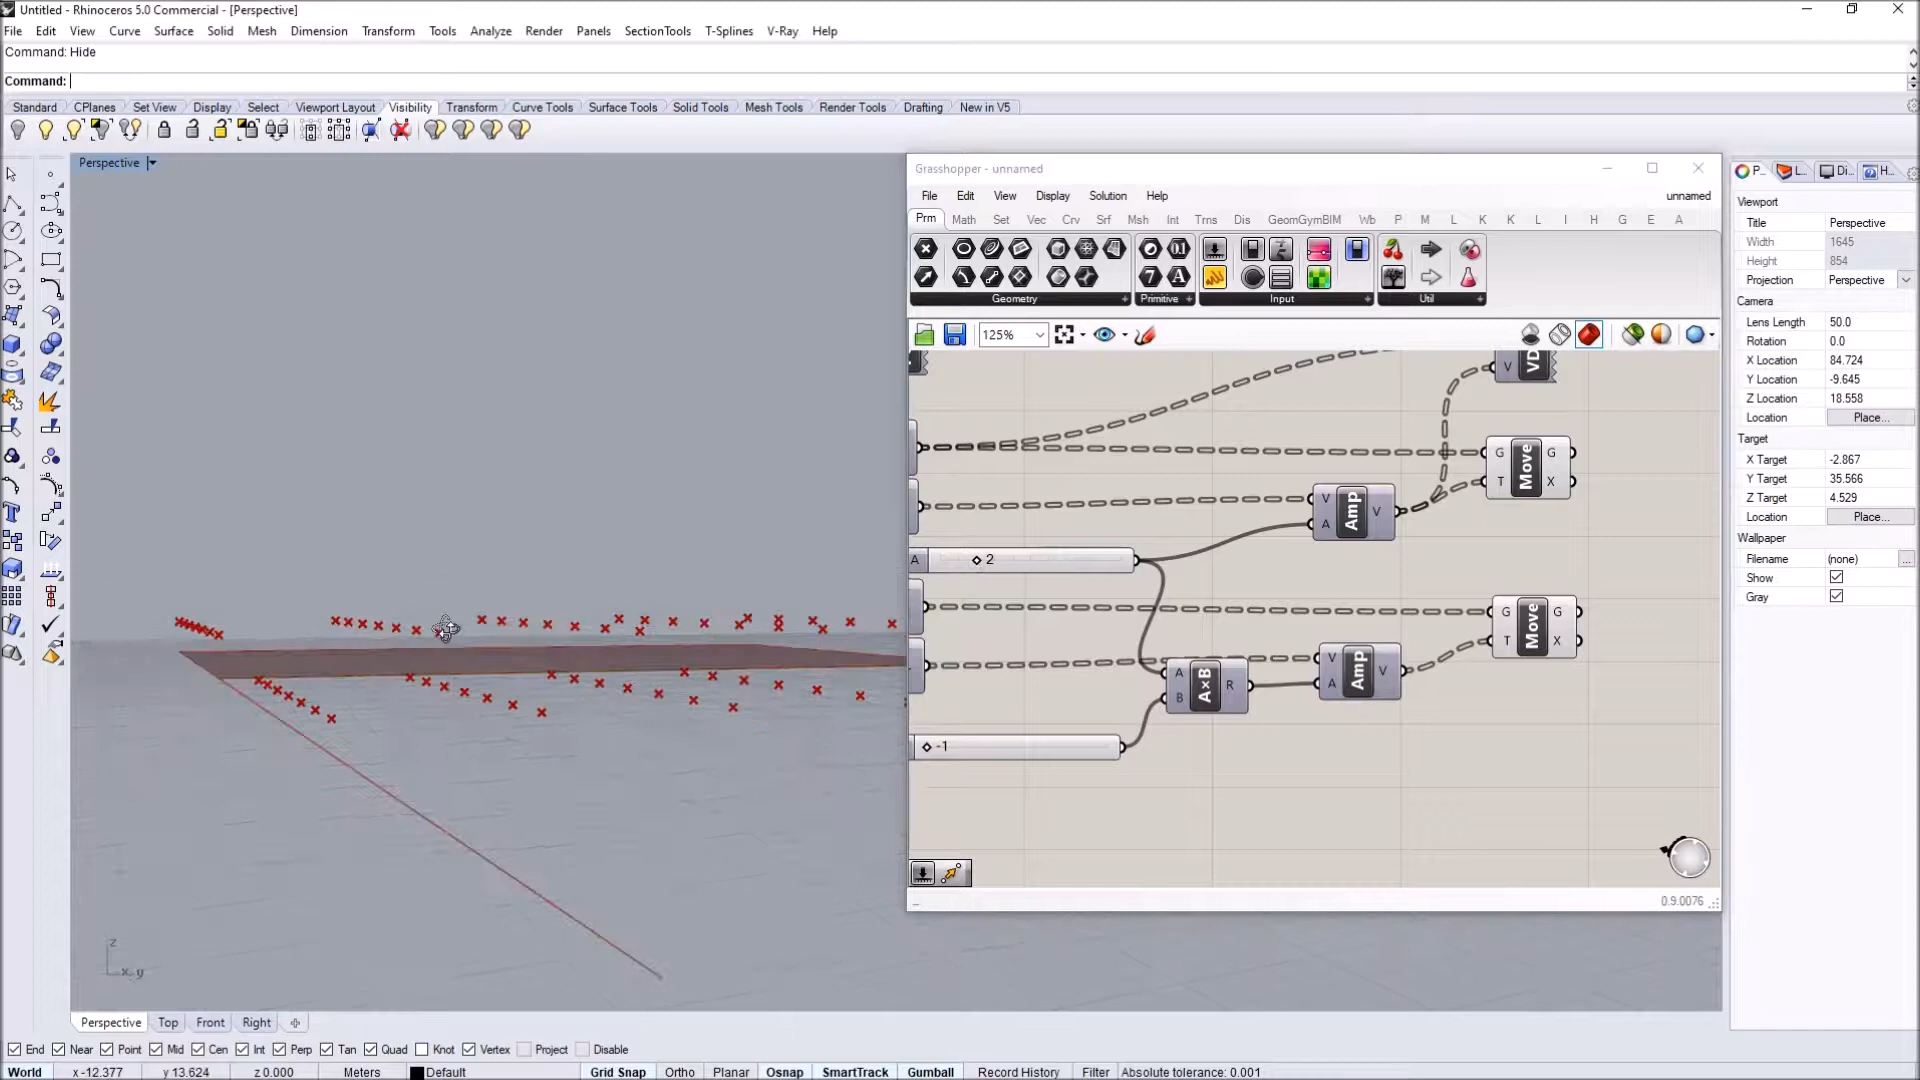 Untitled - Rhinoceros 5.0 Commercial - [Perspective]
File Edit View Curve Surface Solid Mesh Dimension Transform Tools Analyze Render Panels SectionTools T-Splines V-Ray Help
Command: Hide
Command:
Standard CPlanes Set View Display Select Viewport Layout Visibility Transform Curve Tools Surface Tools Solid Tools Mesh Tools Render Tools Drafting New in V5
Perspective
Grasshopper - unnamed
File Edit View Display Solution Help unnamed
Prm Math Set Vec Crv Srf Msh Int Trns Dis GeomGymBIM Wb P M L K K L I H G E A
Geometry Primitive Input Util
125%
V VD
G Move G
T X
V Amp V
A
A 2
G Move G
T X
V Amp V
A
A A×B R
B
-1
0.9.0076
P... L... Di... H...
Viewport
Title Perspective
Width 1645
Height 854
Projection Perspective
Camera
Lens Length 50.0
Rotation 0.0
X Location 84.724
Y Location -9.645
Z Location 18.558
Location Place...
Target
X Target -2.867
Y Target 35.566
Z Target 4.529
Location Place...
Wallpaper
Filename (none) ...
Show
Gray
z
x y
Perspective Top Front Right
End Near Point Mid Cen Int Perp Tan Quad Knot Vertex Project Disable
World x -12.377 y 13.624 z 0.000 Meters Default Grid Snap Ortho Planar Osnap SmartTrack Gumball Record History Filter Absolute tolerance: 0.001